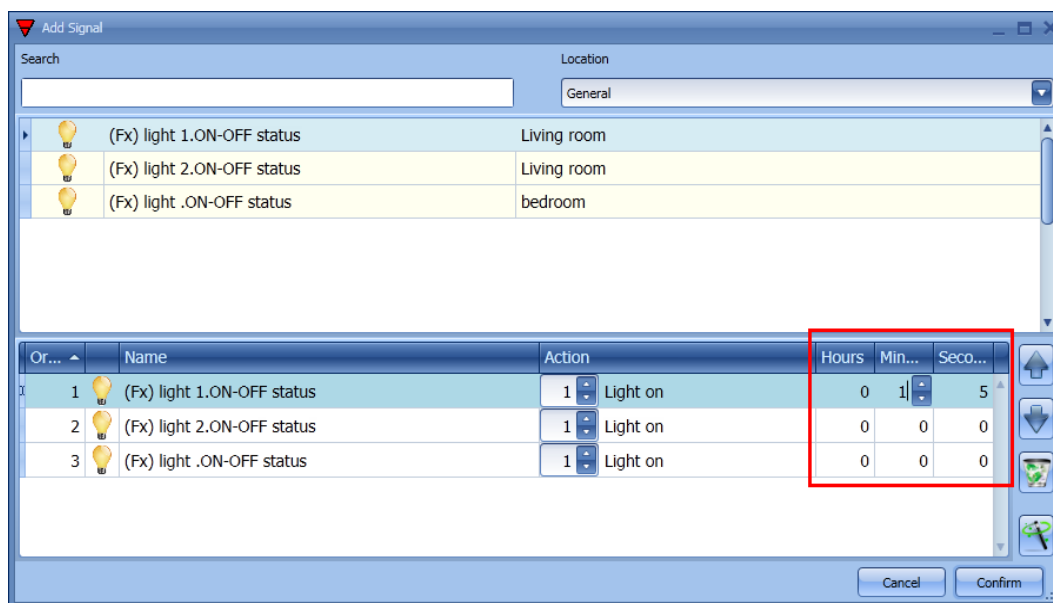 Add Signal
Search Location
General
(Fx) light 1.ON-OFF status Living room
(Fx) light 2.ON-OFF status Living room
(Fx) light .ON-OFF status bedroom
Or... Name Action Hours Min... Seco...
1 (Fx) light 1.ON-OFF status 1 Light on 0 1 5
2 (Fx) light 2.ON-OFF status 1 Light on 0 0 0
3 (Fx) light .ON-OFF status 1 Light on 0 0 0
Cancel Confirm